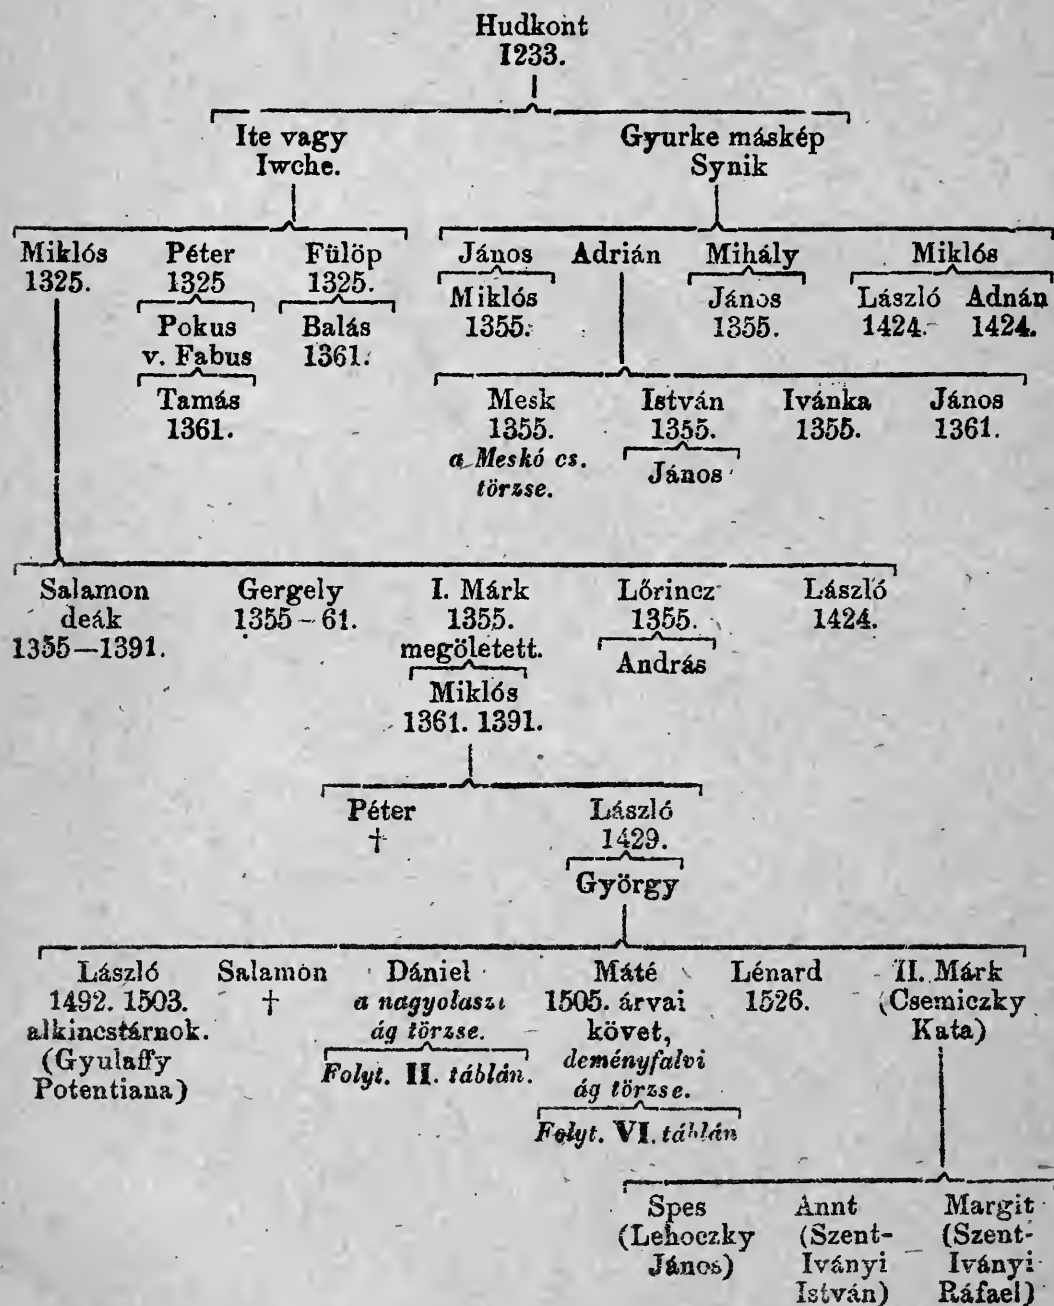 Hudkont
1233.
Ite vagy Gyurke máskép
Iwche. Synik
Miklós Péter Fülöp János Adrián Mihály Miklós
1325. 1325 1325. Miklós János László Adnán
Pokus Balás 1355. 1355. 1424. 1424.
v. Fabus 1361.
Tamás Mesk István Ivánka János
1361. 1355. 1355. 1355. 1361.
a Meskó cs. János
törzse.
Salamon Gergely I. Márk Lőrincz László
deák 1355–61. 1355. 1355. 1424.
1355—1391. megöletett. András
Miklós
1361. 1391.
Péter László
† 1429.
György
László Salamon Dániel Máté Lénard II. Márk
1492. 1503. † a nagyolaszi 1505. árvai 1526. (Csemiczky
alkincstárnok. ág törzse. követ, Kata)
(Gyulaffy Folyt. II. táblán. deményfalvi
Potentiana) ág törzse.
Folyt. VI. táblán
Spes Annt Margit
(Lehoczky (Szent- (Szent-
János) Iványi Iványi
István) Ráfael)